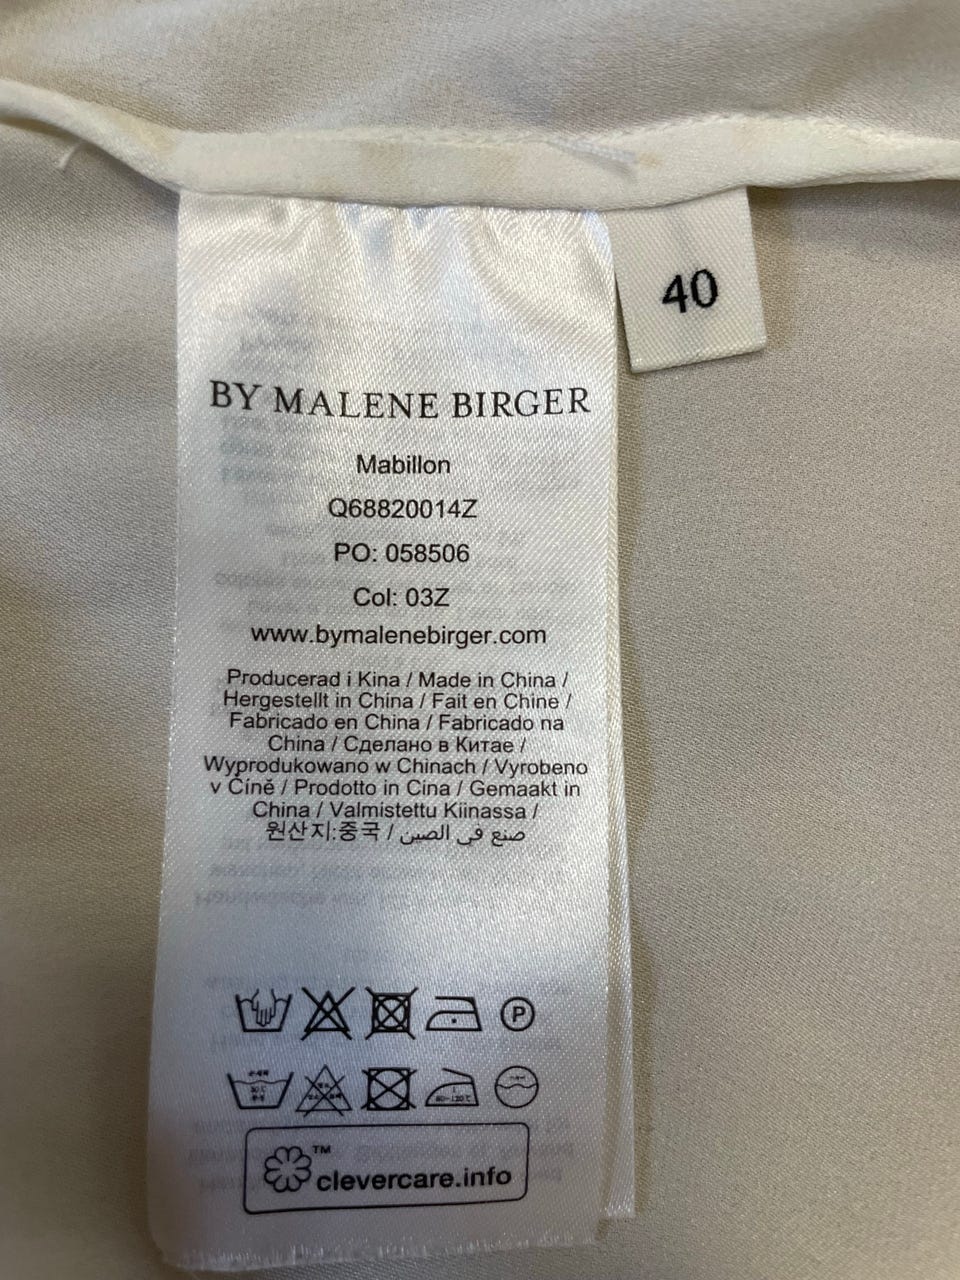 40
BY MALENE BIRGER
Mabillon
Q68820014Z
PO: 058506
Col: 03Z
www.bymalenebirger.com
Producerad i Kina / Made in China /
Hergestellt in China / Fait en Chine /
Fabricado en China / Fabricado na
China / Сделано в Китае /
Wyprodukowano w Chinach / Vyrobeno
v Číně / Prodotto in Cina / Gemaakt in
China / Valmistettu Kiinassa /
원산지:중국 / صنع في الصين
P
TM
clevercare.info